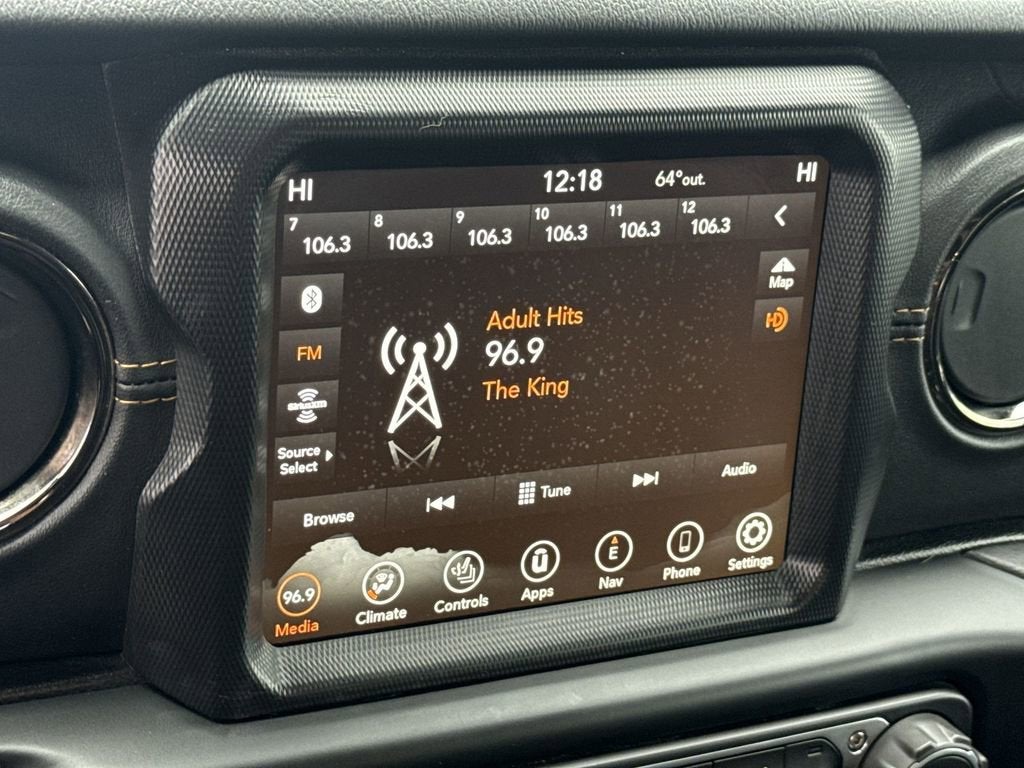 HI 12:18 64°out. HI
7 106.3 8 106.3 9 106.3 10 106.3 11 106.3 12 106.3
Map
HD
FM
siriusxm
Source
Select
Adult Hits
96.9
The King
Browse Tune Audio
96.9 E
Media Climate Controls Apps Nav Phone Settings